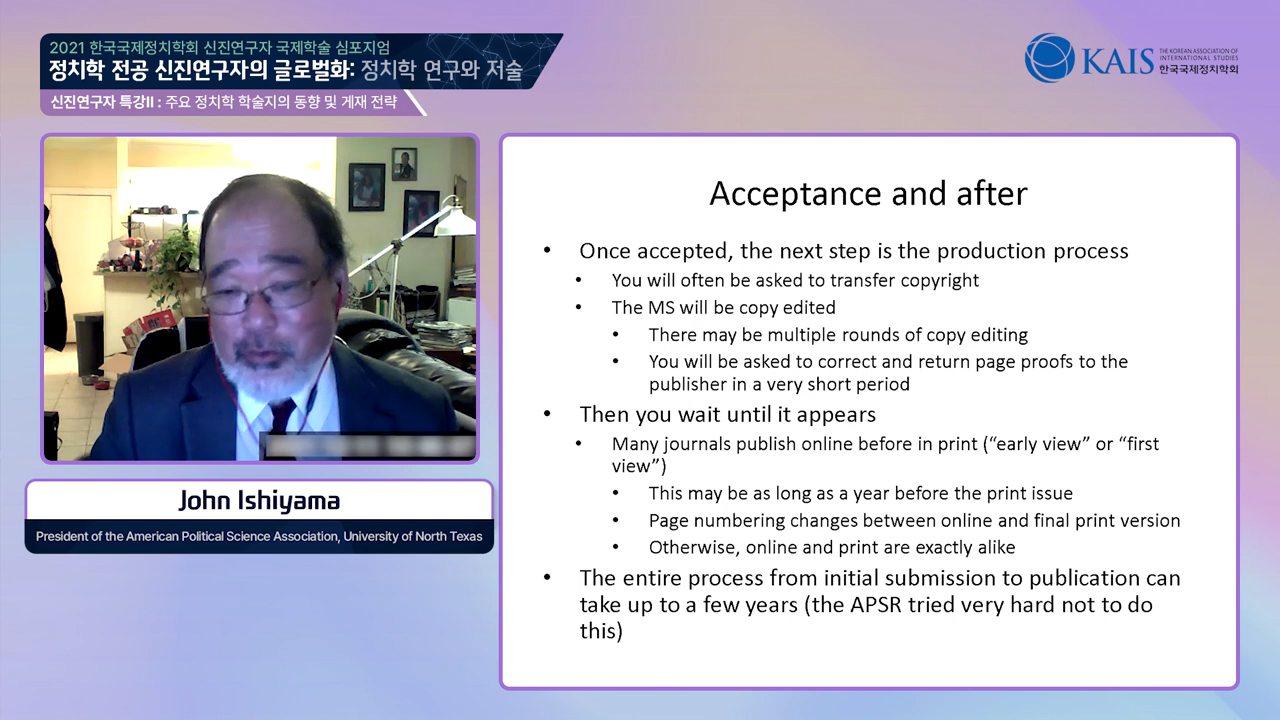 2021 한국국제정치학회 신진연구자 국제학술 심포지엄
정치학 전공 신진연구자의 글로벌화: 정치학 연구와 저술
신진연구자 특강II : 주요 정치학 학술지의 동향 및 게재 전략
KAIS
THE KOREAN ASSOCIATION OF
INTERNATIONAL STUDIES
한국국제정치학회
John Ishiyama
President of the American Political Science Association, University of North Texas
Acceptance and after
• Once accepted, the next step is the production process
• You will often be asked to transfer copyright
• The MS will be copy edited
• There may be multiple rounds of copy editing
• You will be asked to correct and return page proofs to the
publisher in a very short period
• Then you wait until it appears
• Many journals publish online before in print (“early view” or “first
view”)
• This may be as long as a year before the print issue
• Page numbering changes between online and final print version
• Otherwise, online and print are exactly alike
• The entire process from initial submission to publication can
take up to a few years (the APSR tried very hard not to do
this)